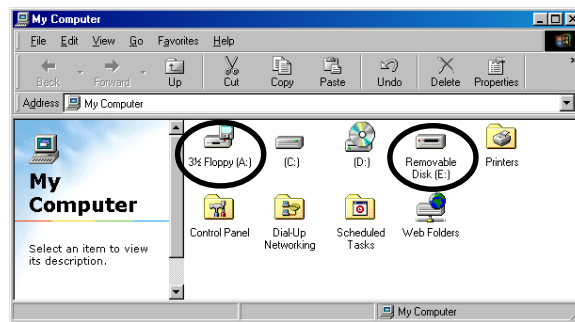 My Computer
File Edit View Go Favorites Help
Back Forward Up Cut Copy Paste Undo Delete Properties
Address My Computer
3½ Floppy (A:) (C:) (D:) Removable Disk (E:) Printers
My
Computer
Control Panel Dial-Up Networking Scheduled Tasks Web Folders
Select an item to view
its description.
My Computer